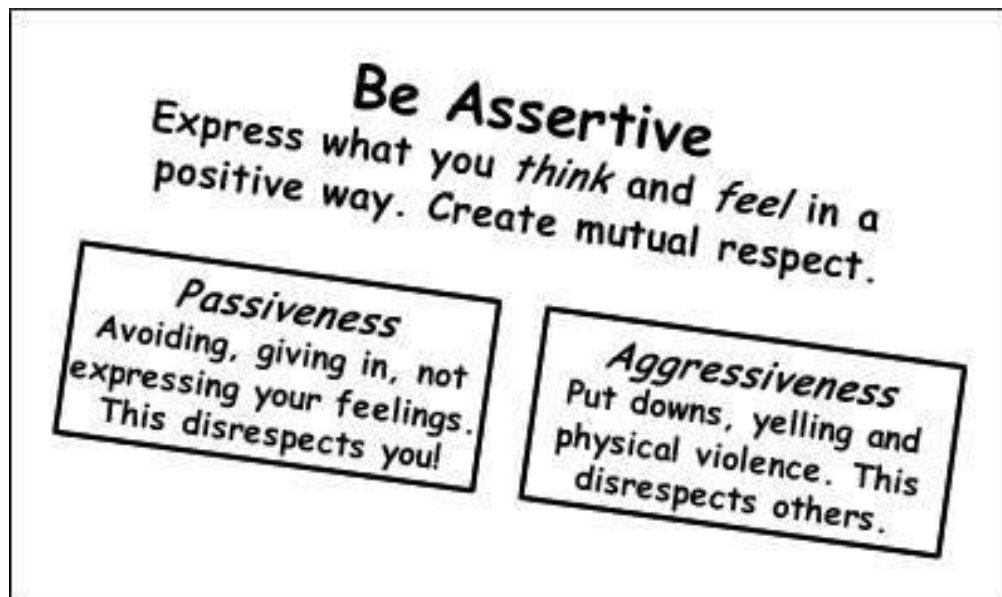 Be Assertive
Express what you think and feel in a
positive way. Create mutual respect.
Passiveness
Avoiding, giving in, not
expressing your feelings.
This disrespects you!
Aggressiveness
Put downs, yelling and
physical violence. This
disrespects others.